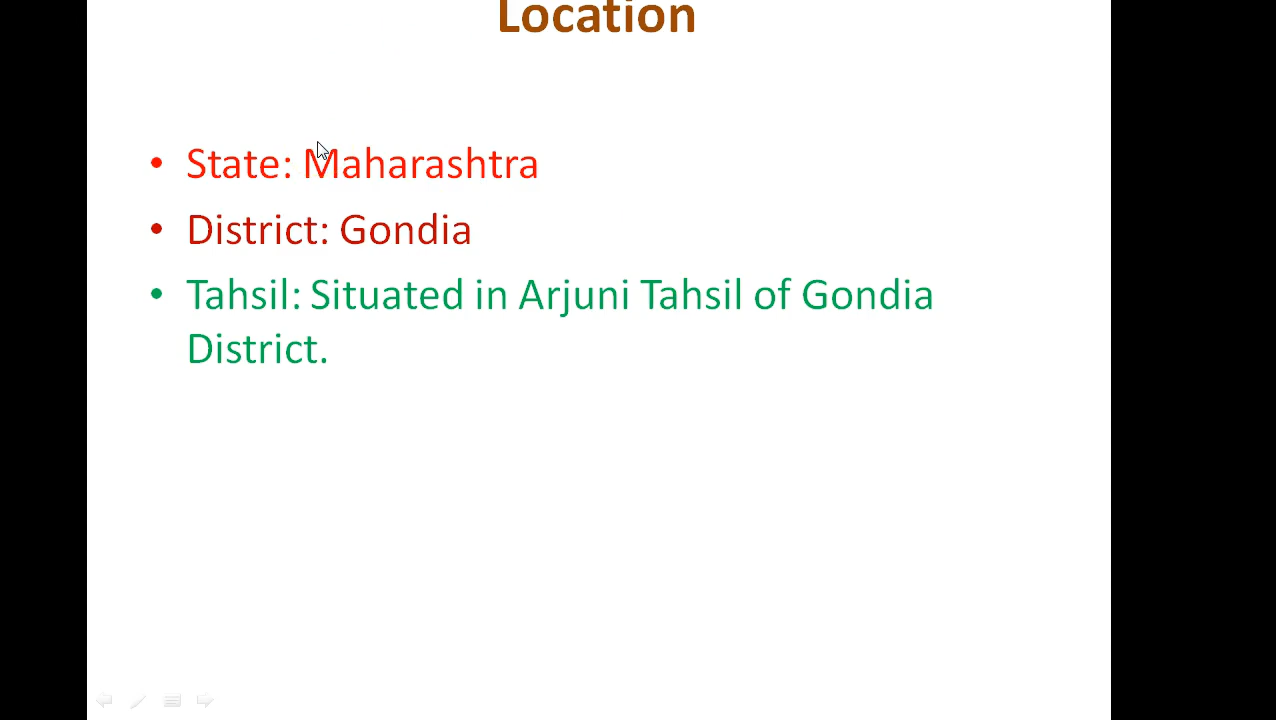 Location
• State: Maharashtra
• District: Gondia
• Tahsil: Situated in Arjuni Tahsil of Gondia
District.